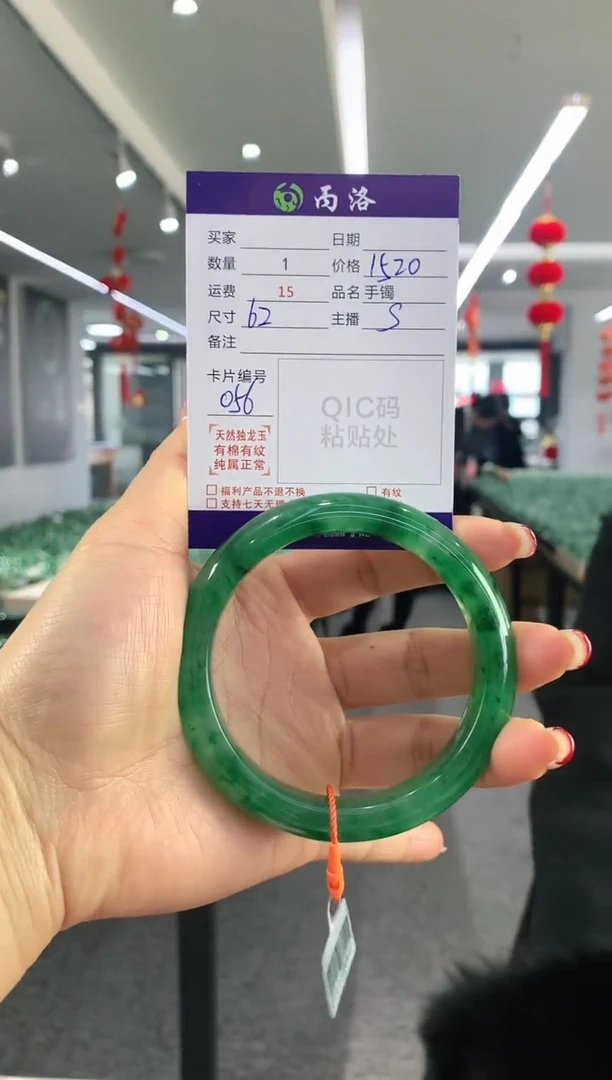 丙洛
买家 日期
数量 1 价格 1520
运费 15 品名 手镯
尺寸 62 主播 S
备注
卡片编号
056
QIC码
粘贴处
天然独龙玉
有棉有纹
纯属正常
福利产品不退不换 有纹
支持七天无理